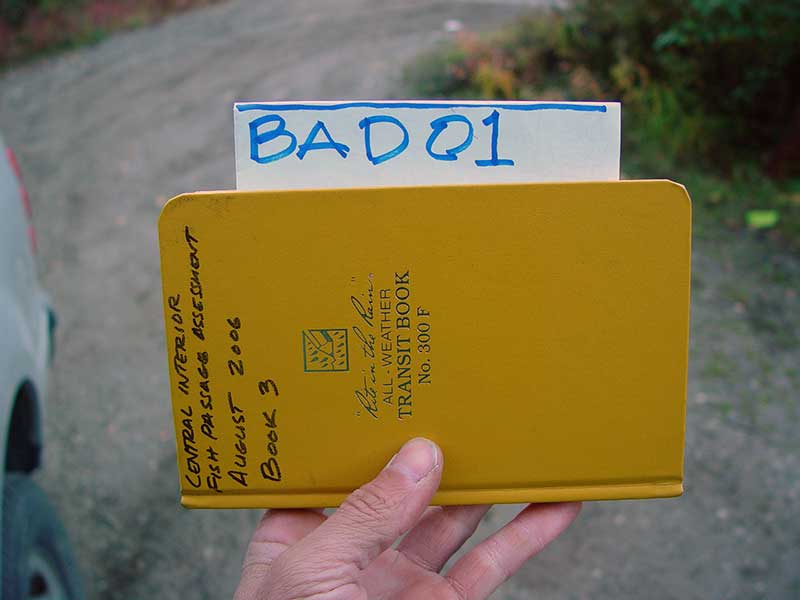 BAD01
CENTRAL INTERIOR
FISH PASSAGE ASSESSMENT
AUGUST 2006
BOOK 3
"Rite in the Rain"
ALL-WEATHER
TRANSIT BOOK
No. 300 F